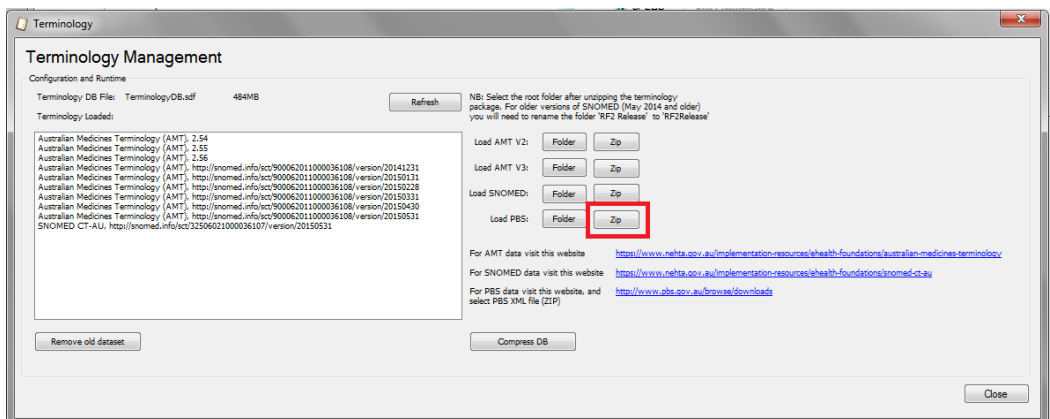 Terminology
Terminology Management
Configuration and Runtime
Terminology DB File: TerminologyDB.sdf 484MB
Refresh
Terminology Loaded:
Australian Medicines Terminology (AMT), 2.54
Australian Medicines Terminology (AMT), 2.55
Australian Medicines Terminology (AMT), 2.56
Australian Medicines Terminology (AMT), http://snomed.info/sct/900062011000036108/version/20141231
Australian Medicines Terminology (AMT), http://snomed.info/sct/900062011000036108/version/20150131
Australian Medicines Terminology (AMT), http://snomed.info/sct/900062011000036108/version/20150228
Australian Medicines Terminology (AMT), http://snomed.info/sct/900062011000036108/version/20150331
Australian Medicines Terminology (AMT), http://snomed.info/sct/900062011000036108/version/20150430
Australian Medicines Terminology (AMT), http://snomed.info/sct/900062011000036108/version/20150531
SNOMED CT-AU, http://snomed.info/sct/32506021000036107/version/20150531
Remove old dataset
NB: Select the root folder after unzipping the terminology
package. For older versions of SNOMED (May 2014 and older)
you will need to rename the folder 'RF2 Release' to 'RF2Release'
Load AMT V2: Folder Zip
Load AMT V3: Folder Zip
Load SNOMED: Folder Zip
Load PBS: Folder Zip
For AMT data visit this website https://www.nehta.gov.au/implementation-resources/ehealth-foundations/australian-medicines-terminology
For SNOMED data visit this website https://www.nehta.gov.au/implementation-resources/ehealth-foundations/snomed-ct-au
For PBS data visit this website, and http://www.pbs.gov.au/browse/downloads
select PBS XML file (ZIP)
Compress DB
Close